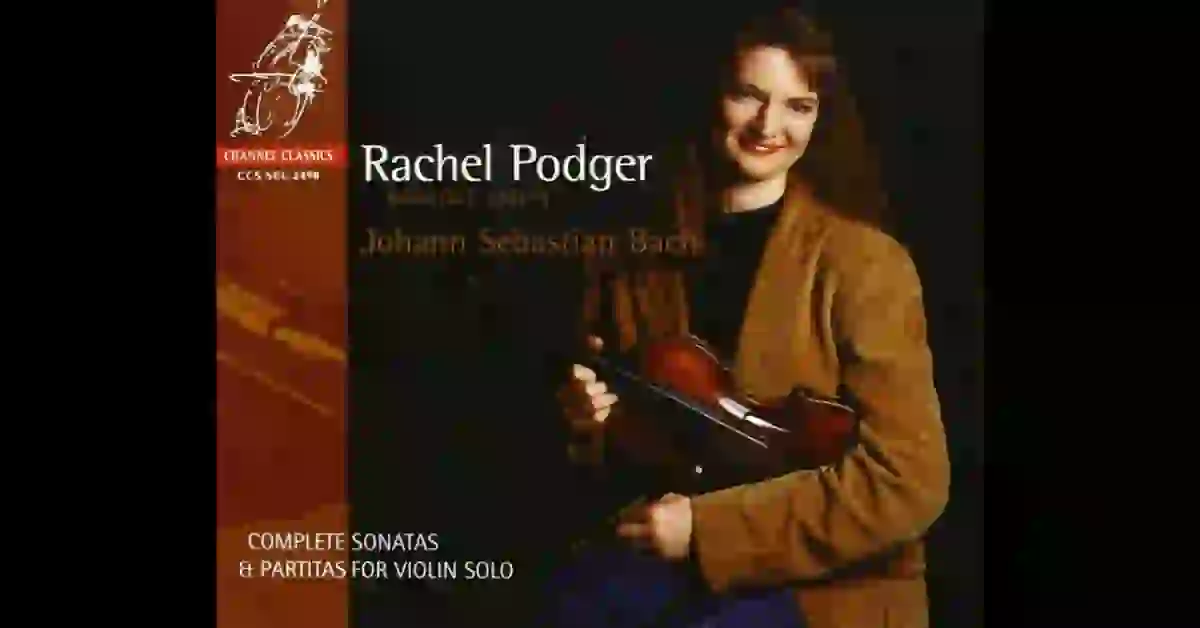 CHANNEL CLASSICS
Rachel Podger
Johann Sebastian Bach
COMPLETE SONATAS
& PARTITAS FOR VIOLIN SOLO